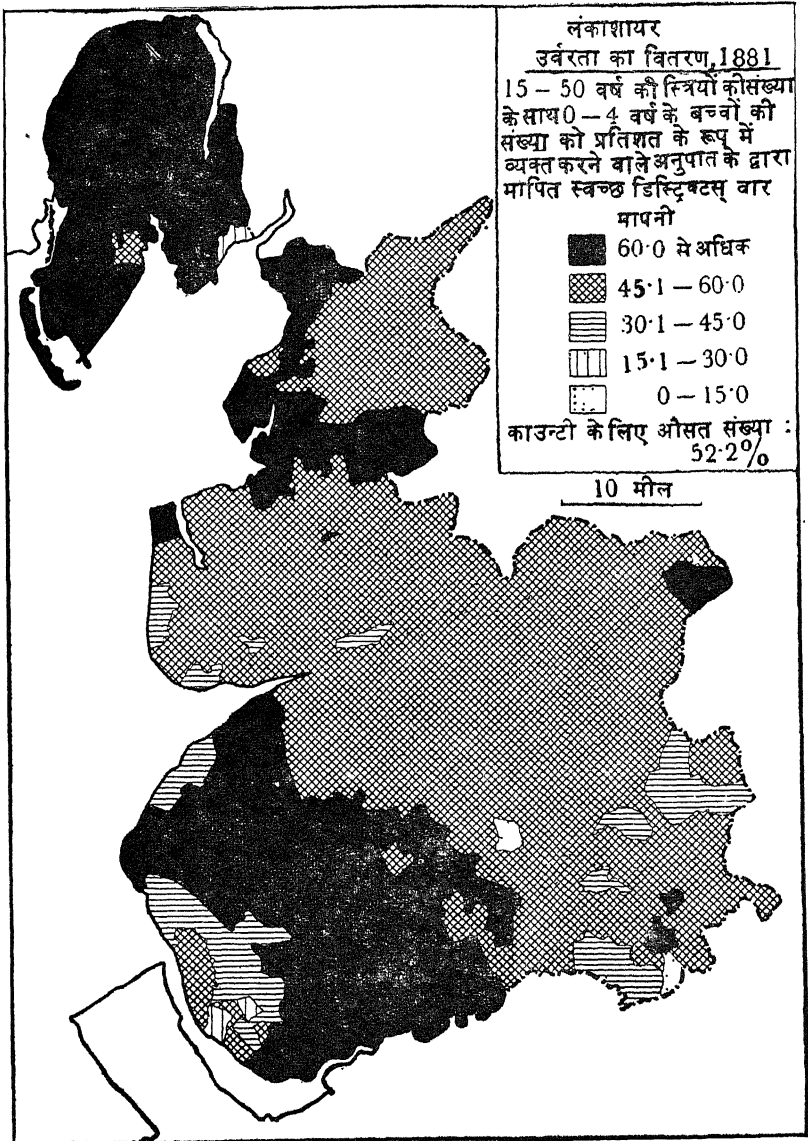 लंकाशायर
उर्वरता का वितरण,1881
15 – 50 वर्ष की स्त्रियों की संख्या
के साथ 0 – 4 वर्ष के बच्चों की
संख्या को प्रतिशत के रूप में
व्यक्त करने वाले अनुपात के द्वारा
मापित स्वच्छ डिस्ट्रिक्टस् वार
मापनी
60·0 से अधिक
45·1 – 60·0
30·1 – 45·0
15·1 – 30·0
0 – 15·0
काउन्टी के लिए औसत संख्या :
52·2%
10 मील